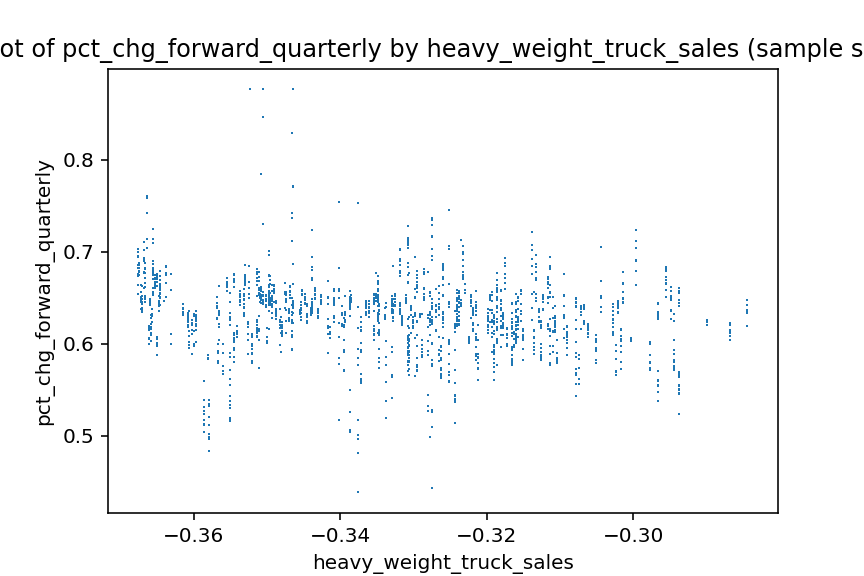 ot of pct_chg_forward_quarterly by heavy_weight_truck_sales (sample s
pct_chg_forward_quarterly
0.8
0.7
0.6
0.5
−0.36
−0.34
−0.32
−0.30
heavy_weight_truck_sales